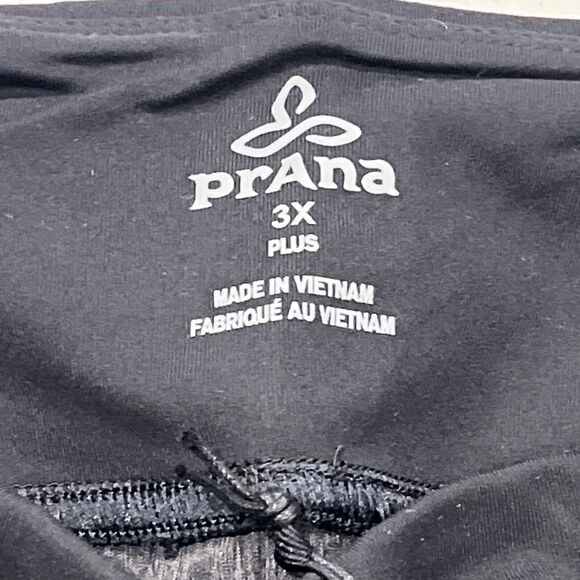 prAna
3X
PLUS
MADE IN VIETNAM
FABRIQUÉ AU VIETNAM